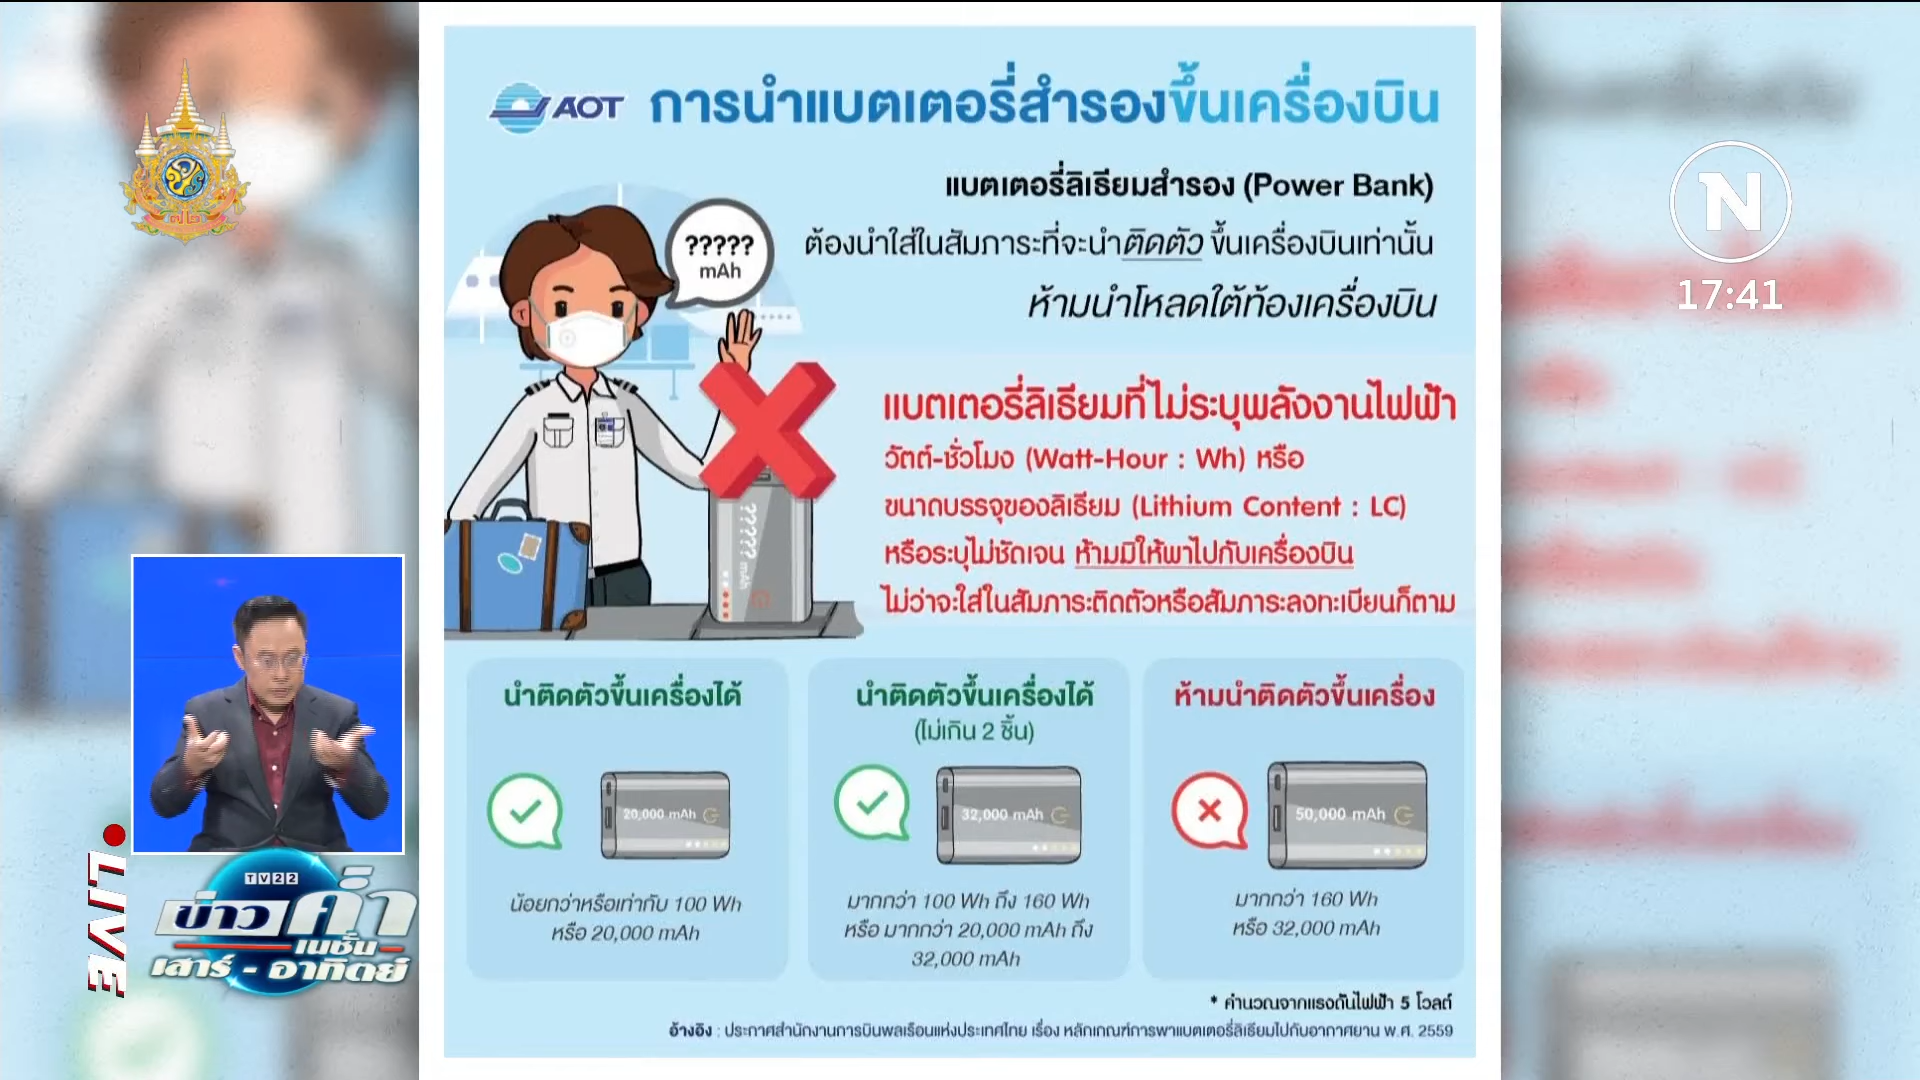 AOT การนำแบตเตอรี่สำรองขึ้นเครื่องบิน
แบตเตอรี่ลิเธียมสำรอง (Power Bank)
ต้องนำใส่ในสัมภาระที่จะนำติดตัว ขึ้นเครื่องบินเท่านั้น
ห้ามนำโหลดใต้ท้องเครื่องบิน
?????
mAh
N
17:41
๗๒
แบตเตอรี่ลิเธียมที่ไม่ระบุพลังงานไฟฟ้า
วัตต์-ชั่วโมง (Watt-Hour : Wh) หรือ
ขนาดบรรจุของลิเธียม (Lithium Content : LC)
หรือระบุไม่ชัดเจน ห้ามมิให้พาไปกับเครื่องบิน
ไม่ว่าจะใส่ในสัมภาระติดตัวหรือสัมภาระลงทะเบียนก็ตาม
????? mAh
นำติดตัวขึ้นเครื่องได้
20,000 mAh
น้อยกว่าหรือเท่ากับ 100 Wh
หรือ 20,000 mAh
นำติดตัวขึ้นเครื่องได้
(ไม่เกิน 2 ชิ้น)
32,000 mAh
มากกว่า 100 Wh ถึง 160 Wh
หรือ มากกว่า 20,000 mAh ถึง
32,000 mAh
ห้ามนำติดตัวขึ้นเครื่อง
50,000 mAh
มากกว่า 160 Wh
หรือ 32,000 mAh
* คำนวณจากแรงดันไฟฟ้า 5 โวลต์
อ้างอิง : ประกาศสำนักงานการบินพลเรือนแห่งประเทศไทย เรื่อง หลักเกณฑ์การพาแบตเตอรี่ลิเธียมไปกับอากาศยาน พ.ศ. 2559
LIVE
TV22
ข่าวค่ำ
เนชั่น
เสาร์ - อาทิตย์